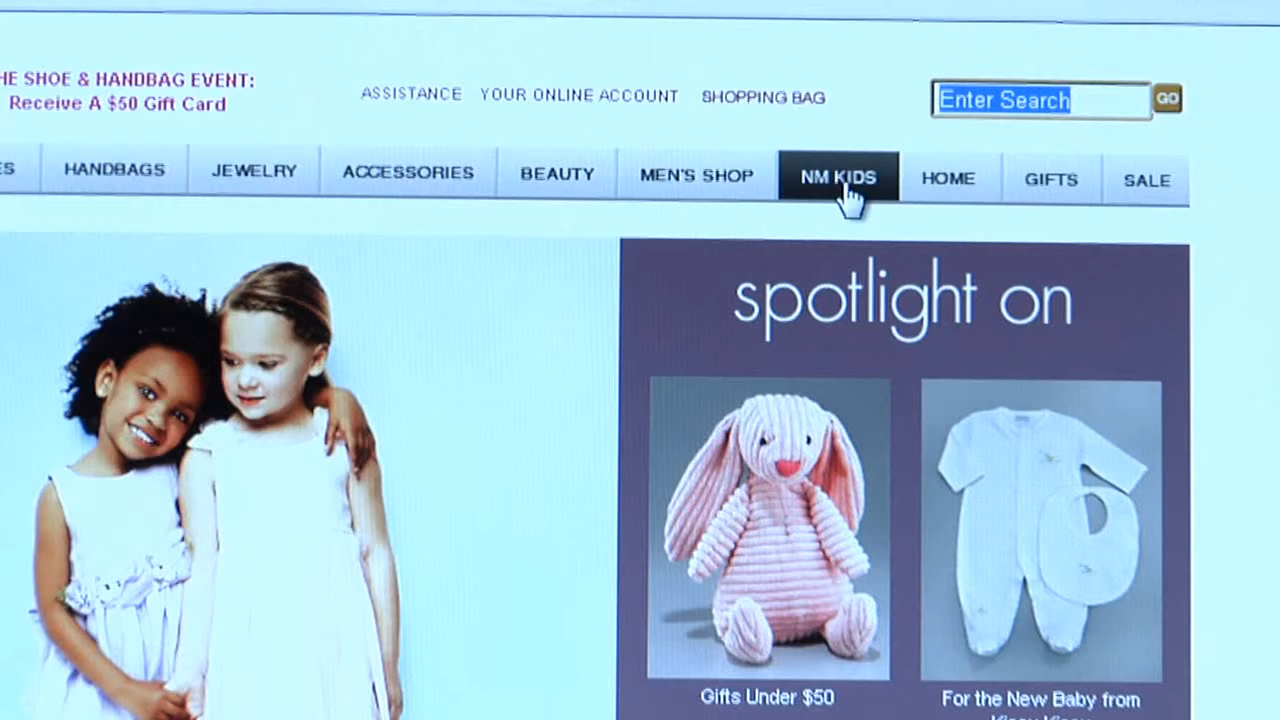 HE SHOE & HANDBAG EVENT:
Receive A $50 Gift Card
ASSISTANCE YOUR ONLINE ACCOUNT SHOPPING BAG
Enter Search GO
ES HANDBAGS JEWELRY ACCESSORIES BEAUTY MEN'S SHOP NM KIDS HOME GIFTS SALE
spotlight on
Gifts Under $50
For the New Baby from